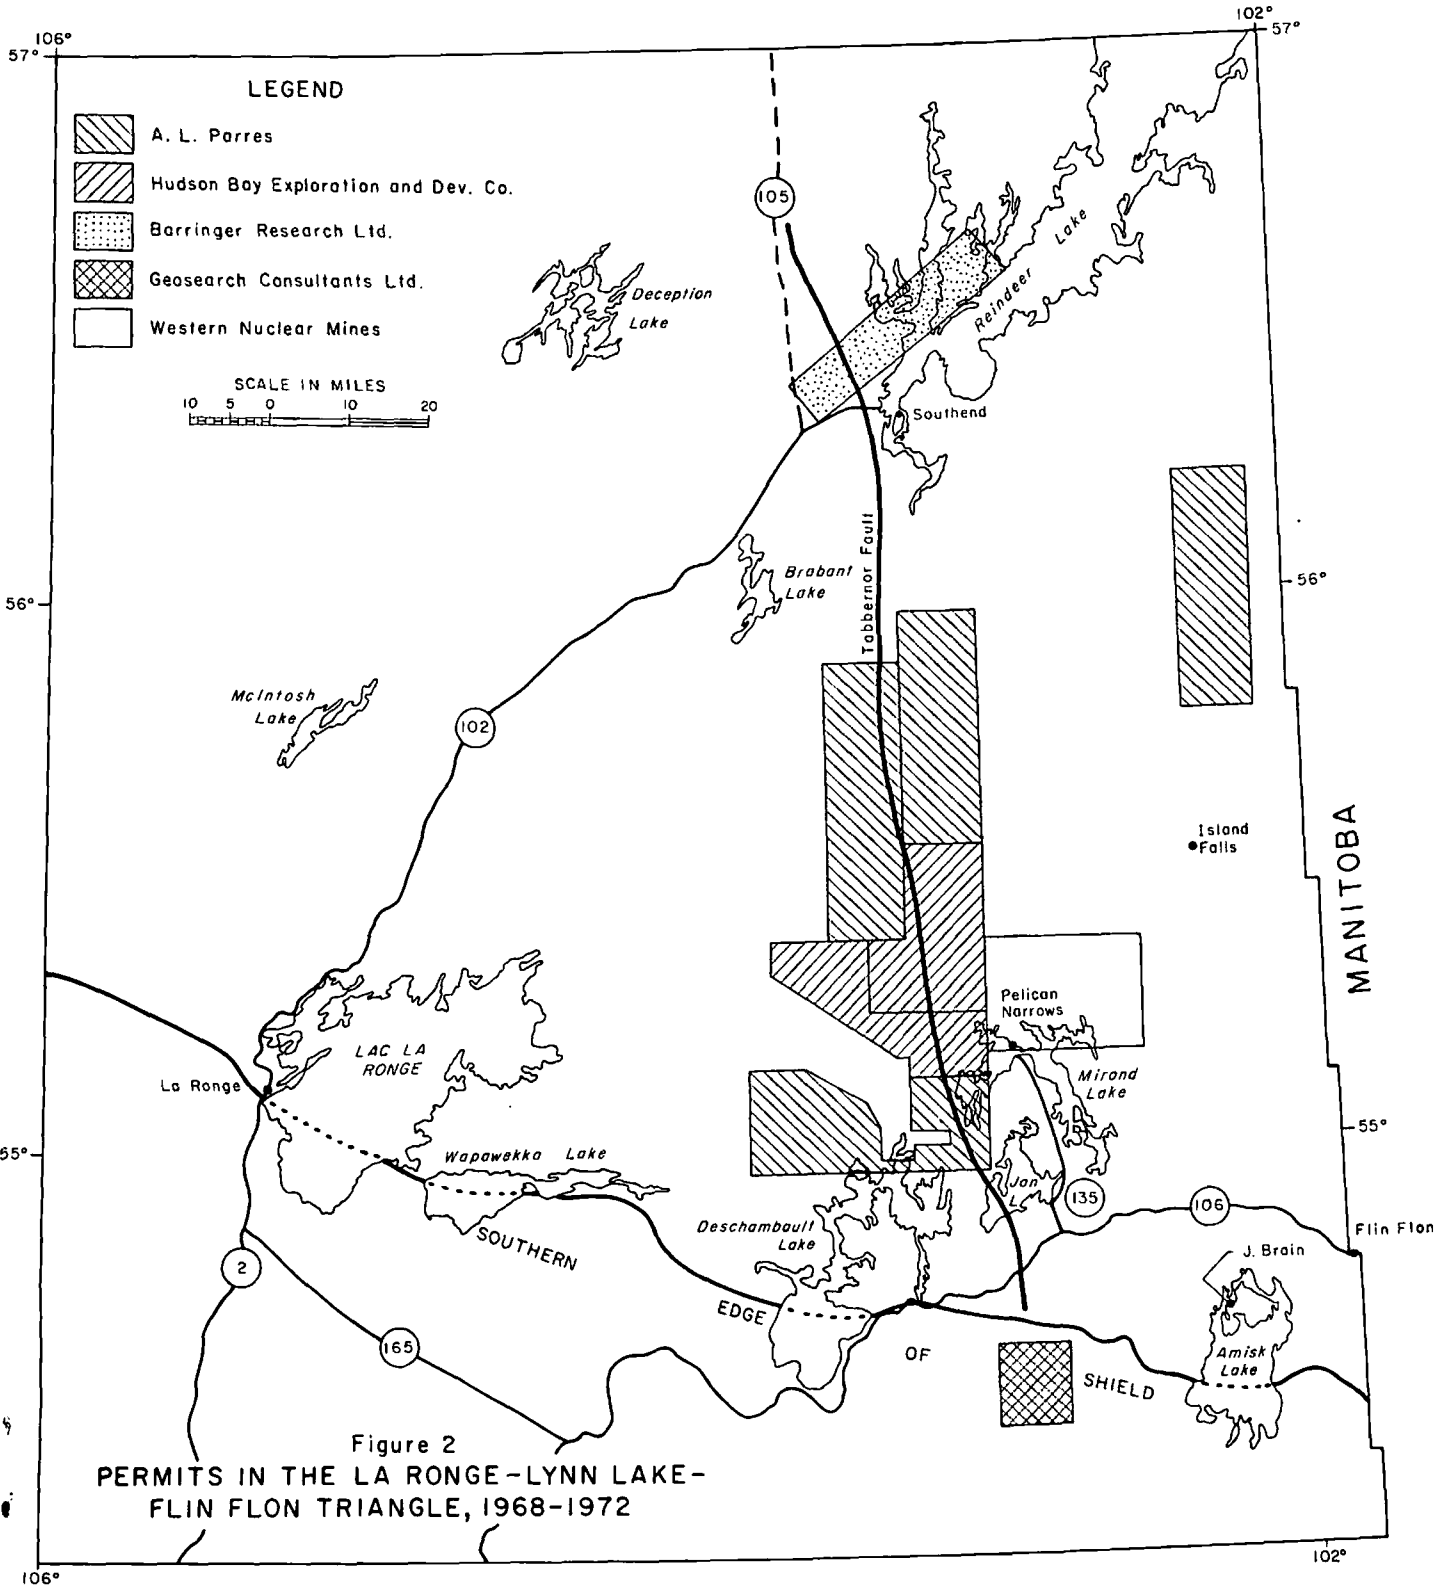 106°
102°
57°
57°
LEGEND
A. L. Parres
Hudson Bay Exploration and Dev. Co.
Barringer Research Ltd.
Geosearch Consultants Ltd.
Western Nuclear Mines
SCALE IN MILES
10 5 0 10 20
105
Deception
Lake
Reindeer Lake
Southend
Tabbernor Fault
Brabant
Lake
56°
56°
McIntosh
Lake
102
Island
Falls
MANITOBA
Pelican
Narrows
LAC LA
RONGE
La Ronge
Mirond
Lake
55°
55°
Wapawekka Lake
Jan
L.
135
106
Deschambault
Lake
Flin Flon
SOUTHERN
J. Brain
2
EDGE
165
OF
Amisk
Lake
SHIELD
Figure 2
PERMITS IN THE LA RONGE-LYNN LAKE-
FLIN FLON TRIANGLE, 1968-1972
106°
102°